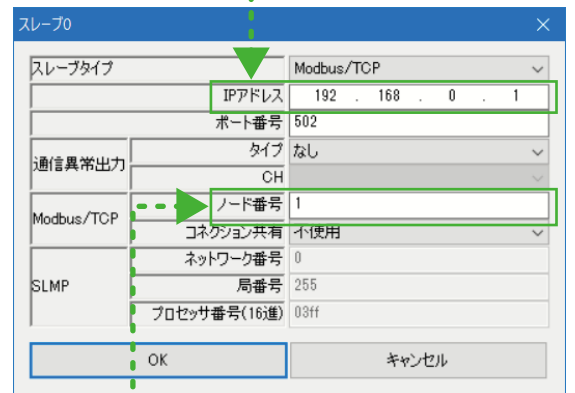 スレーブ0
スレーブタイプ Modbus/TCP
IPアドレス 192 . 168 . 0 . 1
ポート番号 502
通信異常出力 タイプ なし
CH
Modbus/TCP ノード番号 1
コネクション共有 不使用
SLMP ネットワーク番号 0
局番号 255
プロセッサ番号(16進) 03ff
OK キャンセル